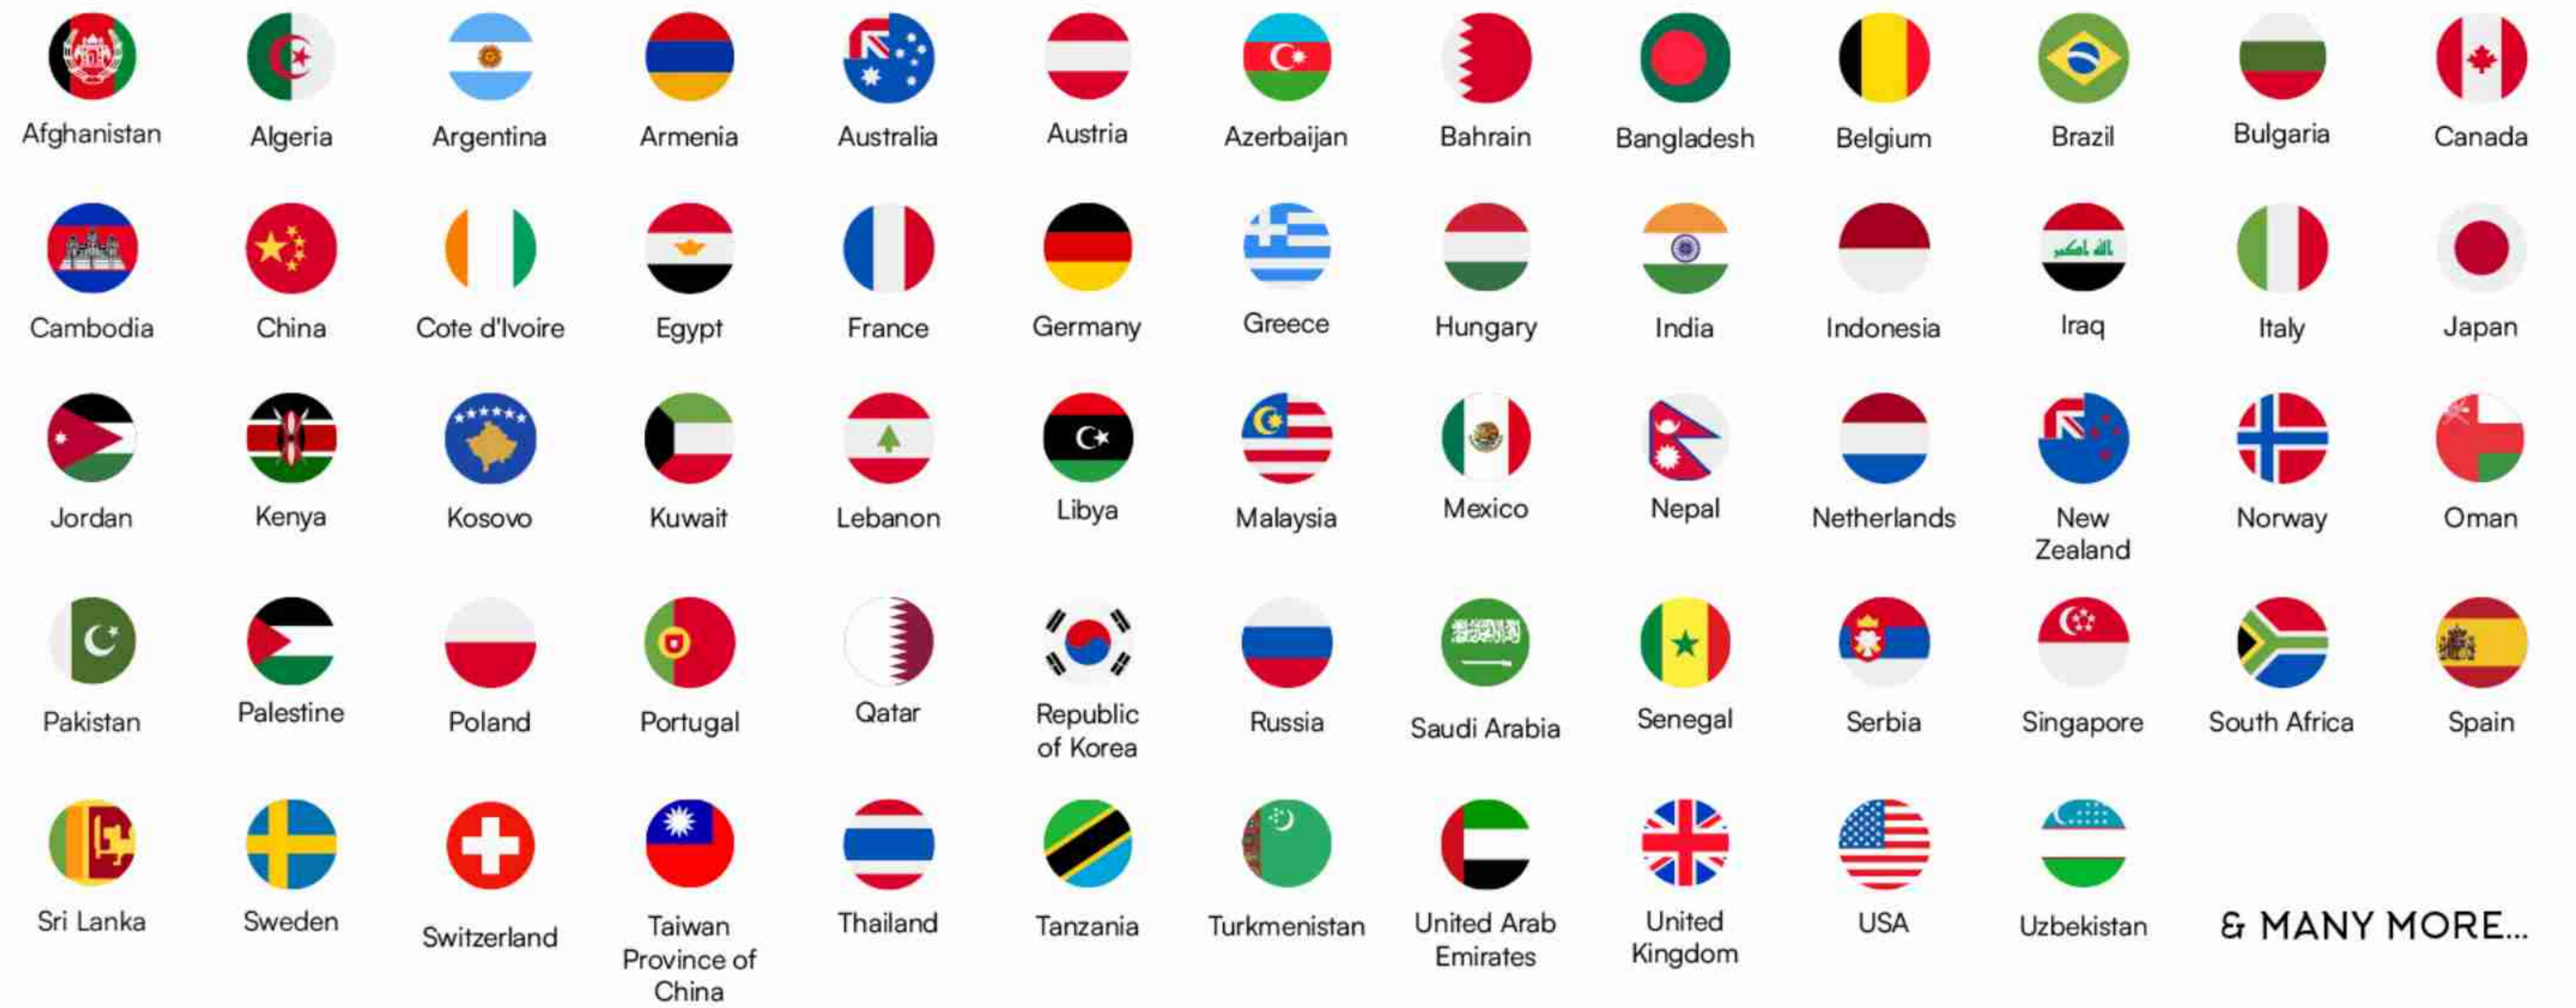 Afghanistan
Algeria
Argentina
Armenia
Australia
Austria
Azerbaijan
Bahrain
Bangladesh
Belgium
Brazil
Bulgaria
Canada
Cambodia
China
Cote d'Ivoire
Egypt
France
Germany
Greece
Hungary
India
Indonesia
Iraq
Italy
Japan
Jordan
Kenya
Kosovo
Kuwait
Lebanon
Libya
Malaysia
Mexico
Nepal
Netherlands
New
Zealand
Norway
Oman
Pakistan
Palestine
Poland
Portugal
Qatar
Republic
of Korea
Russia
Saudi Arabia
Senegal
Serbia
Singapore
South Africa
Spain
Sri Lanka
Sweden
Switzerland
Taiwan
Province of
China
Thailand
Tanzania
Turkmenistan
United Arab
Emirates
United
Kingdom
USA
Uzbekistan
& MANY MORE...